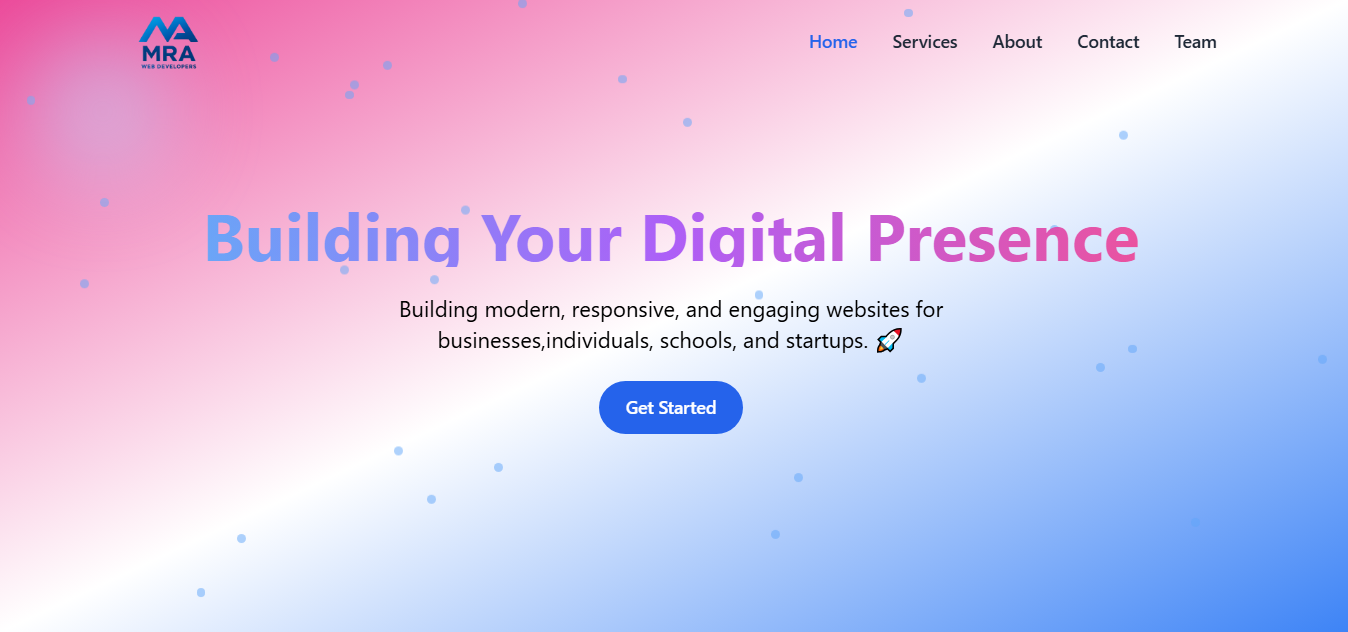 MRA
WEB DEVELOPERS
Home Services About Contact Team
Building Your Digital Presence
Building modern, responsive, and engaging websites for
businesses,individuals, schools, and startups. 🚀
Get Started